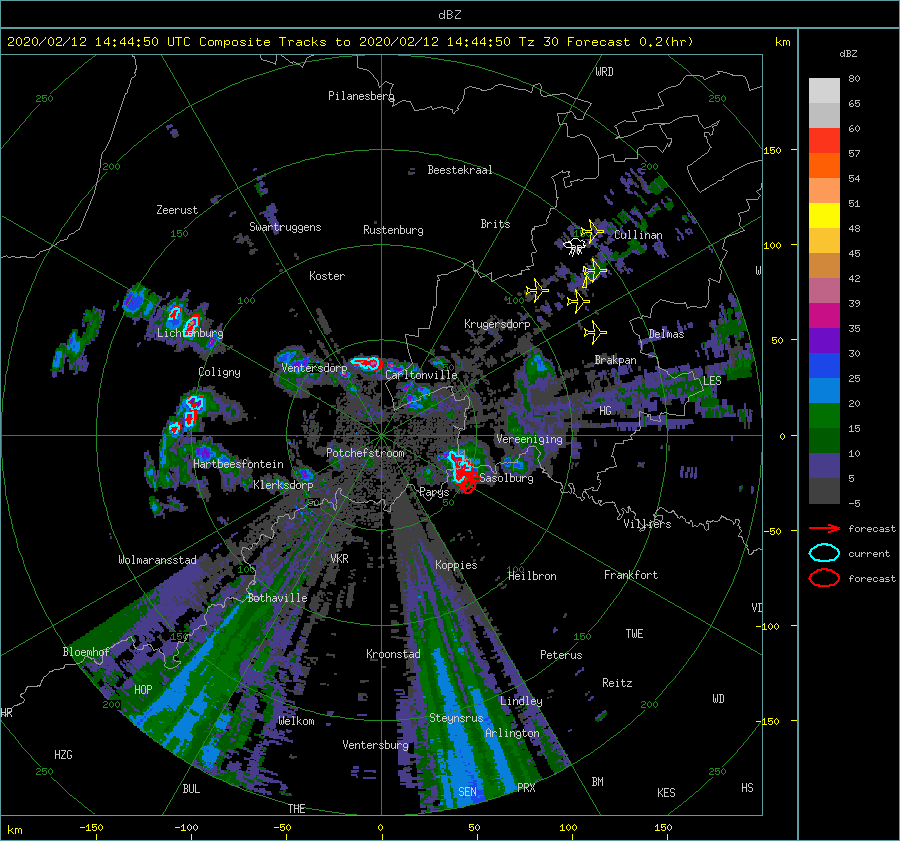 dBZ
2020/02/12 14:44:50 UTC Composite Tracks to 2020/02/12 14:44:50 Tz 30 Forecast 0.2(hr)
km
dBZ
WRD
80
250
Pilanesberg
250
65
60
150
57
200
Beestekraal
200
54
Zeerust
51
Swartruggens
Brits
150
Rustenburg
Cullinan
48
100
45
Koster
W
42
100
100
39
Krugersdorp
35
Lichtenburg
Delmas
50
30
Brakpan
Coligny
Ventersdorp
Carltonville
LES
25
20
HG
15
Vereeniging
0
10
Potchefstroom
Hartbeesfontein
5
Klerksdorp
Parys
Sasolburg
50
50
-5
Villiers
forecast
-50
current
Wolmaransstad
VKR
Koppies
100
100
Heilbron
Frankfort
forecast
Bothaville
VI
-100
150
150
TWE
Bloemhof
Kroonstad
Peterus
HOP
Reitz
200
Lindley
200
WD
HR
Welkom
Steynsrus
-150
Arlington
HZG
Ventersburg
250
250
BUL
SEN
PRX
BM
KES
HS
THE
km
-150
-100
-50
0
50
100
150